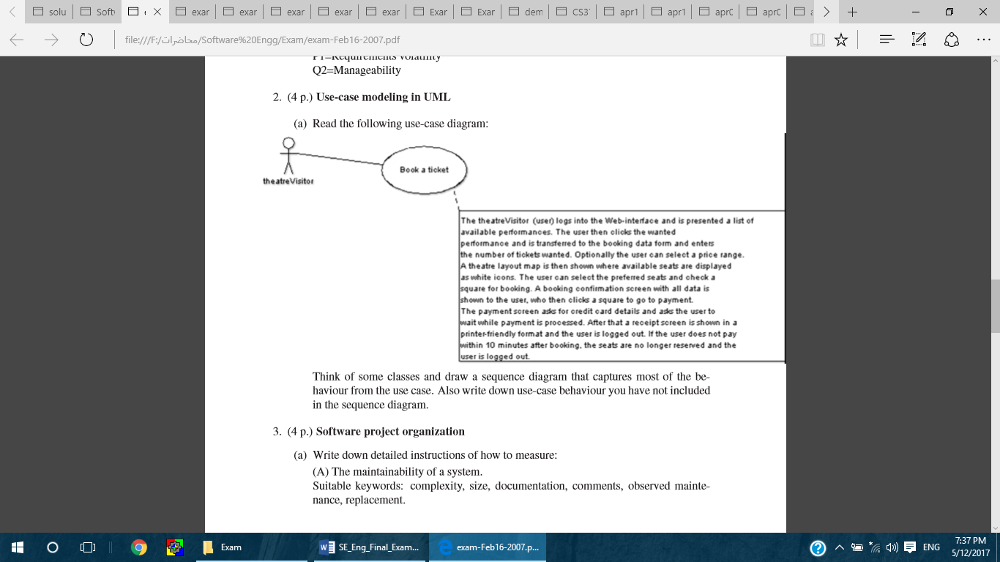 solu
Soft
exar
exar
exar
exar
exar
Exar
Exar
dem
CS3
apr1
apr1
aprC
aprC
file:///F:/محاضرات/Software%20Engg/Exam/exam-Feb16-2007.pdf
P1=Requirements volatility
Q2=Manageability
2. (4 p.) Use-case modeling in UML
(a) Read the following use-case diagram:
Book a ticket
theatreVisitor
The theatreVisitor (user) logs into the Web-interface and is presented a list of
available performances. The user then clicks the wanted
performance and is transferred to the booking data form and enters
the number of tickets wanted. Optionally the user can select a price range.
A theatre layout map is then shown where available seats are displayed
as white icons. The user can select the preferred seats and check a
square for booking. A booking confirmation screen with all data is
shown to the user, who then clicks a square to go to payment.
The payment screen asks for credit card details and asks the user to
wait while payment is processed. After that a receipt screen is shown in a
printer-friendly format and the user is logged out. If the user does not pay
within 10 minutes after booking, the seats are no longer reserved and the
user is logged out.
Think of some classes and draw a sequence diagram that captures most of the be-
haviour from the use case. Also write down use-case behaviour you have not included
in the sequence diagram.
3. (4 p.) Software project organization
(a) Write down detailed instructions of how to measure:
(A) The maintainability of a system.
Suitable keywords: complexity, size, documentation, comments, observed mainte-
nance, replacement.
Exam
SE_Eng_Final_Exam...
exam-Feb16-2007.p...
ENG
7:37 PM
5/12/2017